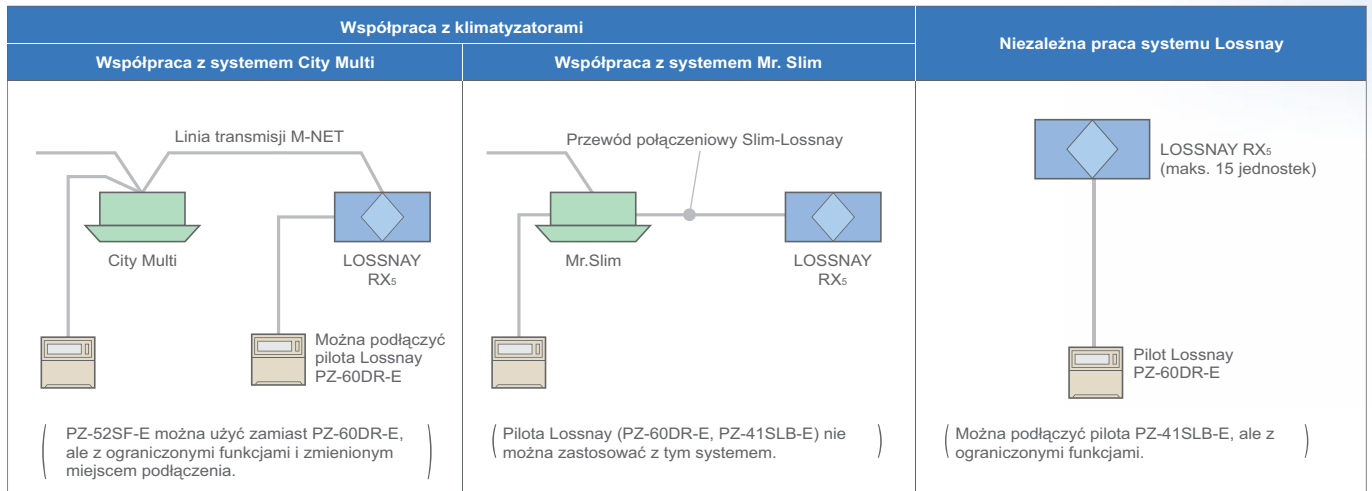 Współpraca z klimatyzatorami
Niezależna praca systemu Lossnay
Współpraca z systemem City Multi
Współpraca z systemem Mr. Slim
Linia transmisji M-NET
City Multi
LOSSNAY
RX₅
Można podłączyć
pilota Lossnay
PZ-60DR-E
PZ-52SF-E można użyć zamiast PZ-60DR-E,
ale z ograniczonymi funkcjami i zmienionym
miejscem podłączenia.
Przewód połączeniowy Slim-Lossnay
Mr.Slim
LOSSNAY
RX₅
Pilota Lossnay (PZ-60DR-E, PZ-41SLB-E) nie
można zastosować z tym systemem.
LOSSNAY RX₅
(maks. 15 jednostek)
Pilot Lossnay
PZ-60DR-E
Można podłączyć pilota PZ-41SLB-E, ale z
ograniczonymi funkcjami.